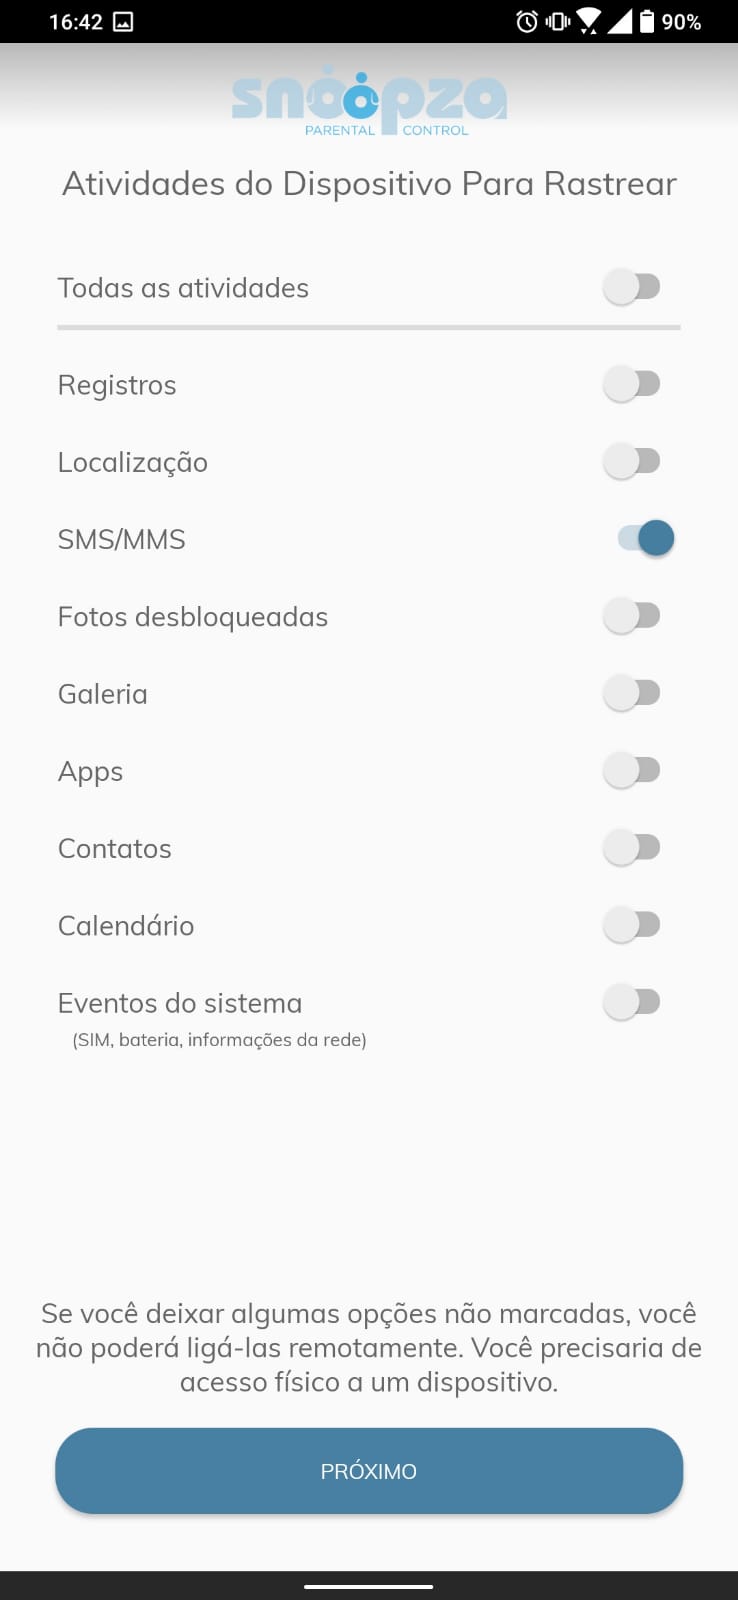 16:42
90%
snoopza
PARENTAL CONTROL
Atividades do Dispositivo Para Rastrear
Todas as atividades
Registros
Localização
SMS/MMS
Fotos desbloqueadas
Galeria
Apps
Contatos
Calendário
Eventos do sistema
(SIM, bateria, informações da rede)
Se você deixar algumas opções não marcadas, você
não poderá ligá-las remotamente. Você precisaria de
acesso físico a um dispositivo.
PRÓXIMO